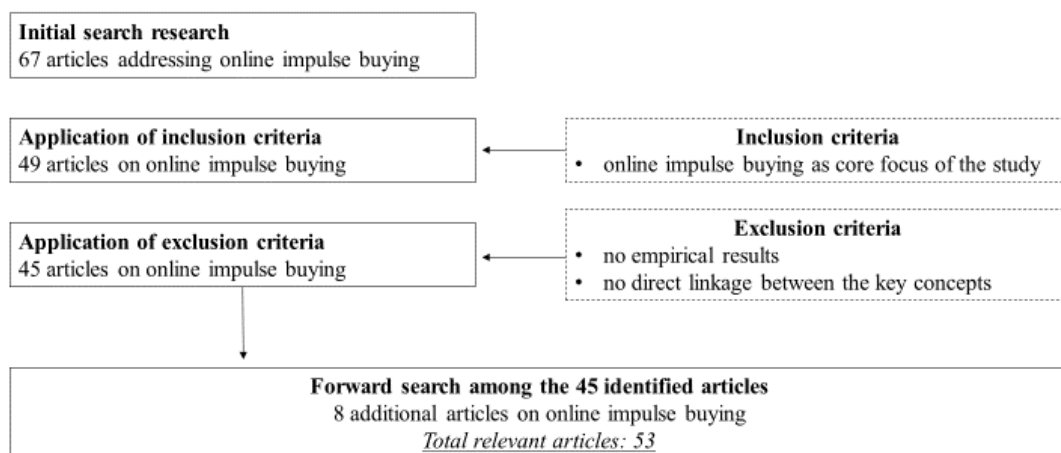 Initial search research
67 articles addressing online impulse buying
Application of inclusion criteria
49 articles on online impulse buying
Inclusion criteria
• online impulse buying as core focus of the study
Application of exclusion criteria
45 articles on online impulse buying
Exclusion criteria
• no empirical results
• no direct linkage between the key concepts
Forward search among the 45 identified articles
8 additional articles on online impulse buying
Total relevant articles: 53